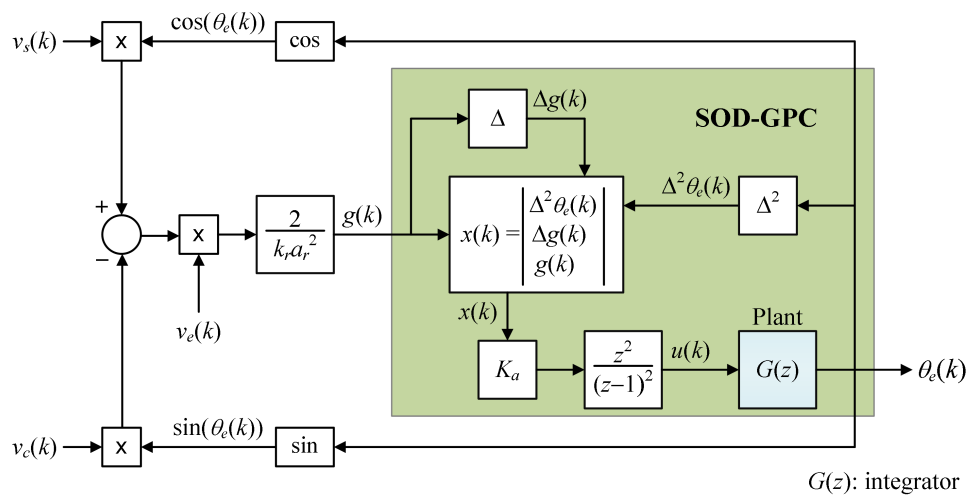 cos(θₑ(k))
vₛ(k)
x
cos
Δg(k)
Δ
SOD-GPC
Δ²θₑ(k)
Δ²
+
−
x
2
kᵣaᵣ²
g(k)
x(k) =
Δ²θₑ(k)
Δg(k)
g(k)
vₑ(k)
x(k)
Plant
Kₐ
z²
(z−1)²
u(k)
G(z)
θₑ(k)
sin(θₑ(k))
v_c(k)
x
sin
G(z): integrator